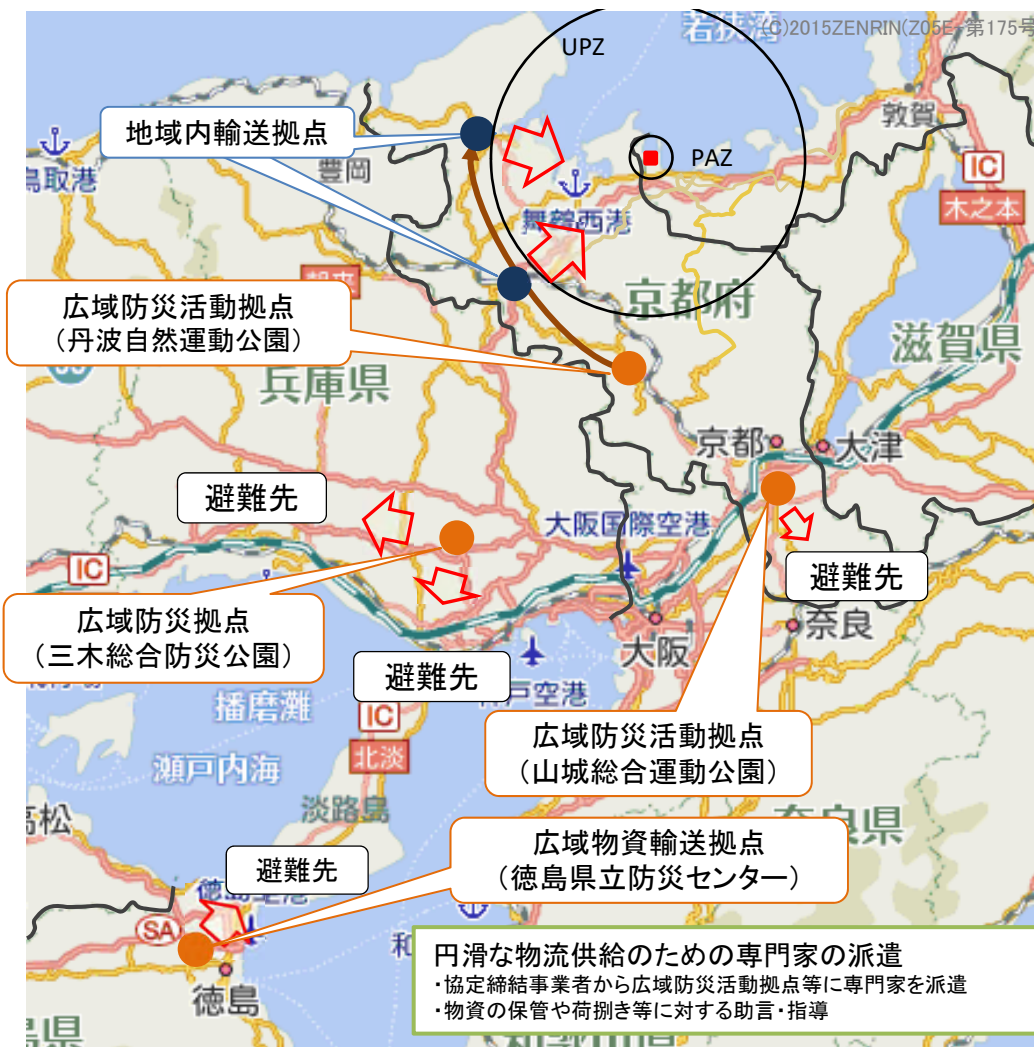 若狭湾
(C)2015ZENRIN(Z05E-第175号
UPZ
敦賀
地域内輸送拠点
PAZ
豊岡
IC
鳥取港
木之本
舞鶴西港
広域防災活動拠点
（丹波自然運動公園）
京都府
滋賀県
兵庫県
京都
大津
避難先
大阪国際空港
IC
避難先
広域防災拠点
（三木総合防災公園）
奈良
大阪
避難先
播磨灘
IC
広域防災活動拠点
（山城総合運動公園）
北淡
瀬戸内海
淡路島
高松
奈良県
広域物資輸送拠点
（徳島県立防災センター）
避難先
SA
徳島
円滑な物流供給のための専門家の派遣
・協定締結事業者から広域防災活動拠点等に専門家を派遣
・物資の保管や荷捌き等に対する助言・指導